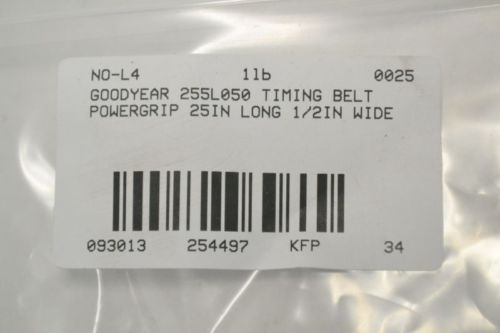 NO-L4 1lb 0025
GOODYEAR 255L050 TIMING BELT
POWERGRIP 25IN LONG 1/2IN WIDE
093013 254497 KFP 34